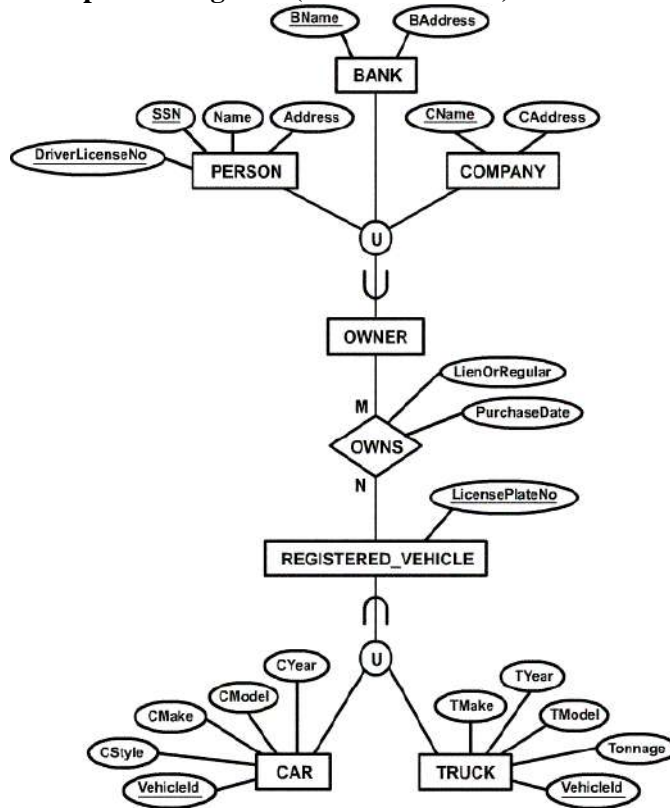 BName
BAddress
BANK
SSN
Name
Address
CName
CAddress
DriverLicenseNo
PERSON
COMPANY
U
OWNER
LienOrRegular
M
PurchaseDate
OWNS
N
LicensePlateNo
REGISTERED_VEHICLE
U
CYear
TYear
CModel
TMake
CMake
TModel
CStyle
Tonnage
CAR
TRUCK
VehicleId
VehicleId